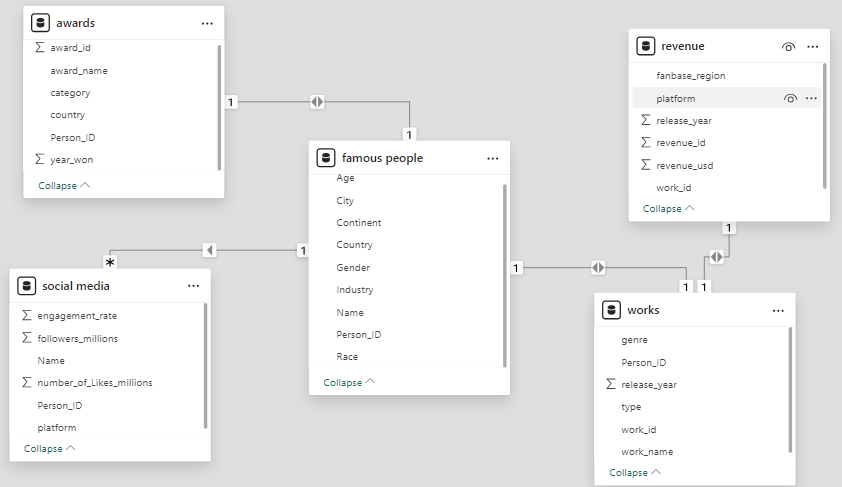 awards
award_id
award_name
category
country
Person_ID
year_won
Collapse
1
1
revenue
fanbase_region
platform
release_year
revenue_id
revenue_usd
work_id
Collapse
1
famous people
Age
City
Continent
Country
Gender
Industry
Name
Person_ID
Race
Collapse
1
*
1
1
1
social media
engagement_rate
followers_millions
Name
number_of_Likes_millions
Person_ID
platform
Collapse
works
genre
Person_ID
release_year
type
work_id
work_name
Collapse